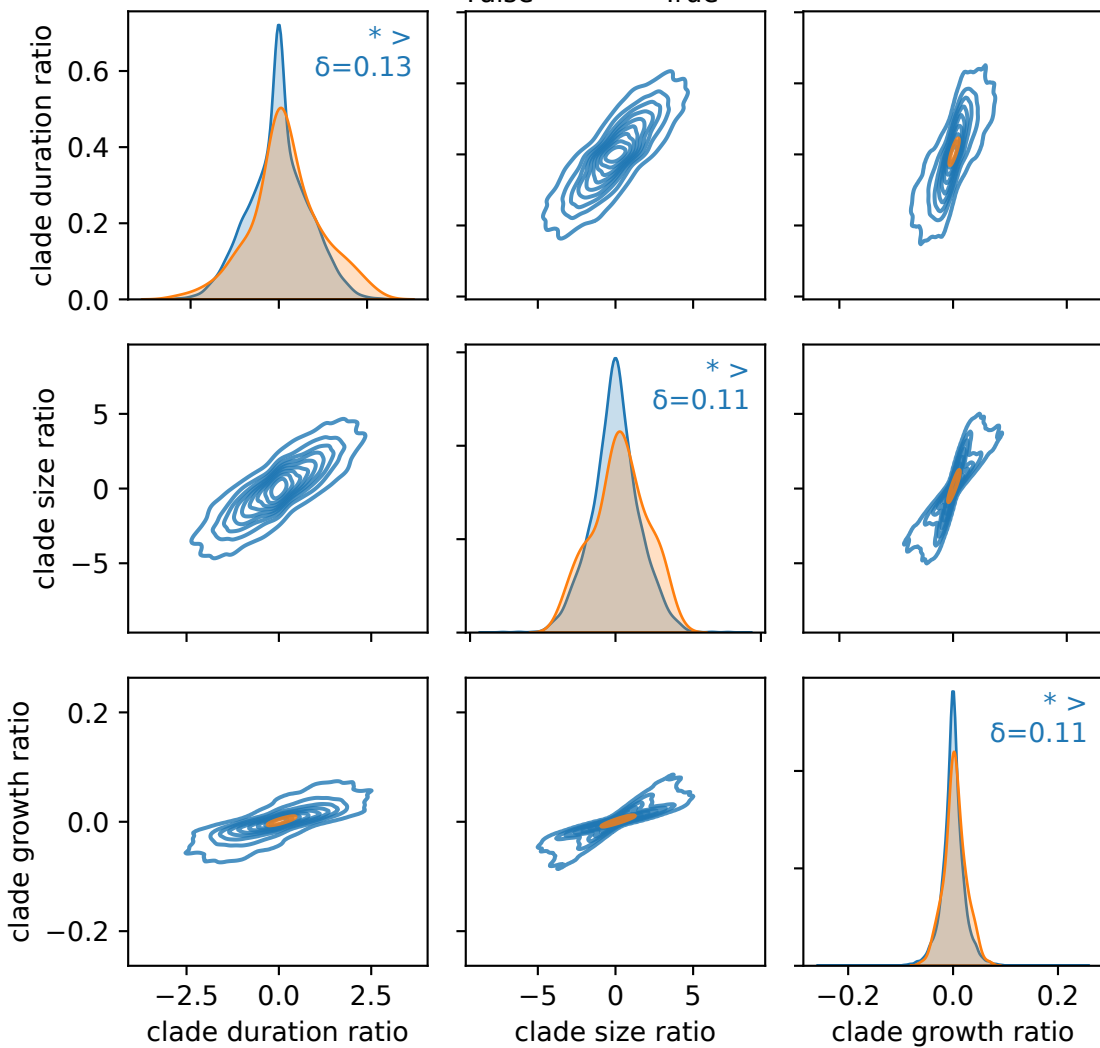 clade duration ratio
0.6
0.4
0.2
0.0
* >
δ=0.13
clade size ratio
5
0
−5
* >
δ=0.11
clade growth ratio
0.2
0.0
−0.2
* >
δ=0.11
−2.5 0.0 2.5
−5 0 5
−0.2 0.0 0.2
clade duration ratio
clade size ratio
clade growth ratio